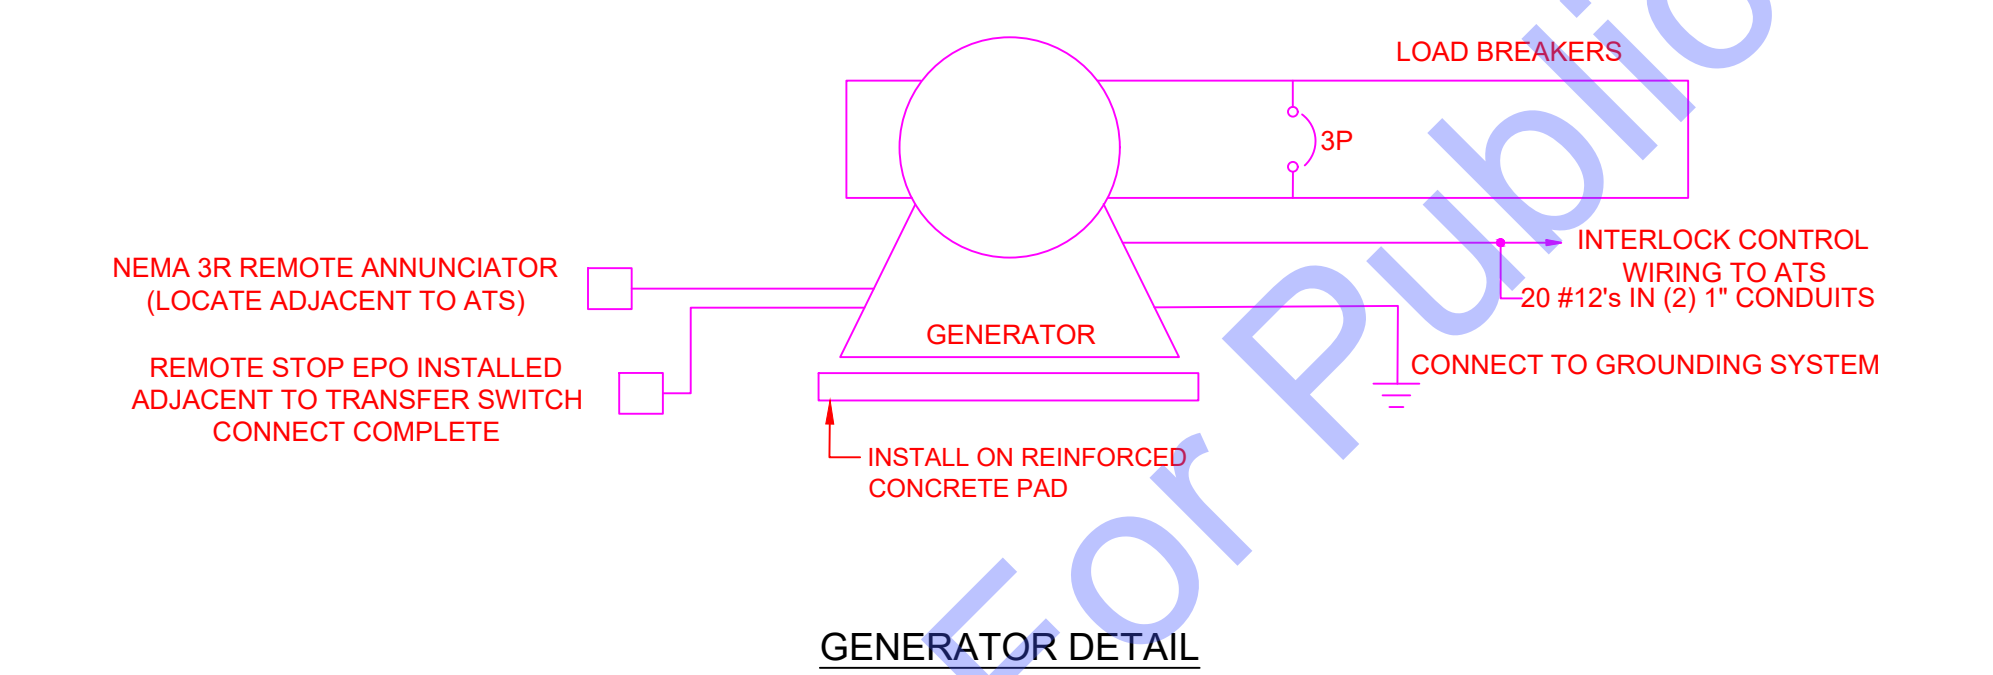 LOAD BREAKERS
3P
INTERLOCK CONTROL
WIRING TO ATS
20 #12's IN (2) 1" CONDUITS
NEMA 3R REMOTE ANNUNCIATOR
(LOCATE ADJACENT TO ATS)
GENERATOR
REMOTE STOP EPO INSTALLED
ADJACENT TO TRANSFER SWITCH
CONNECT COMPLETE
CONNECT TO GROUNDING SYSTEM
INSTALL ON REINFORCED
CONCRETE PAD
GENERATOR DETAIL
For Public